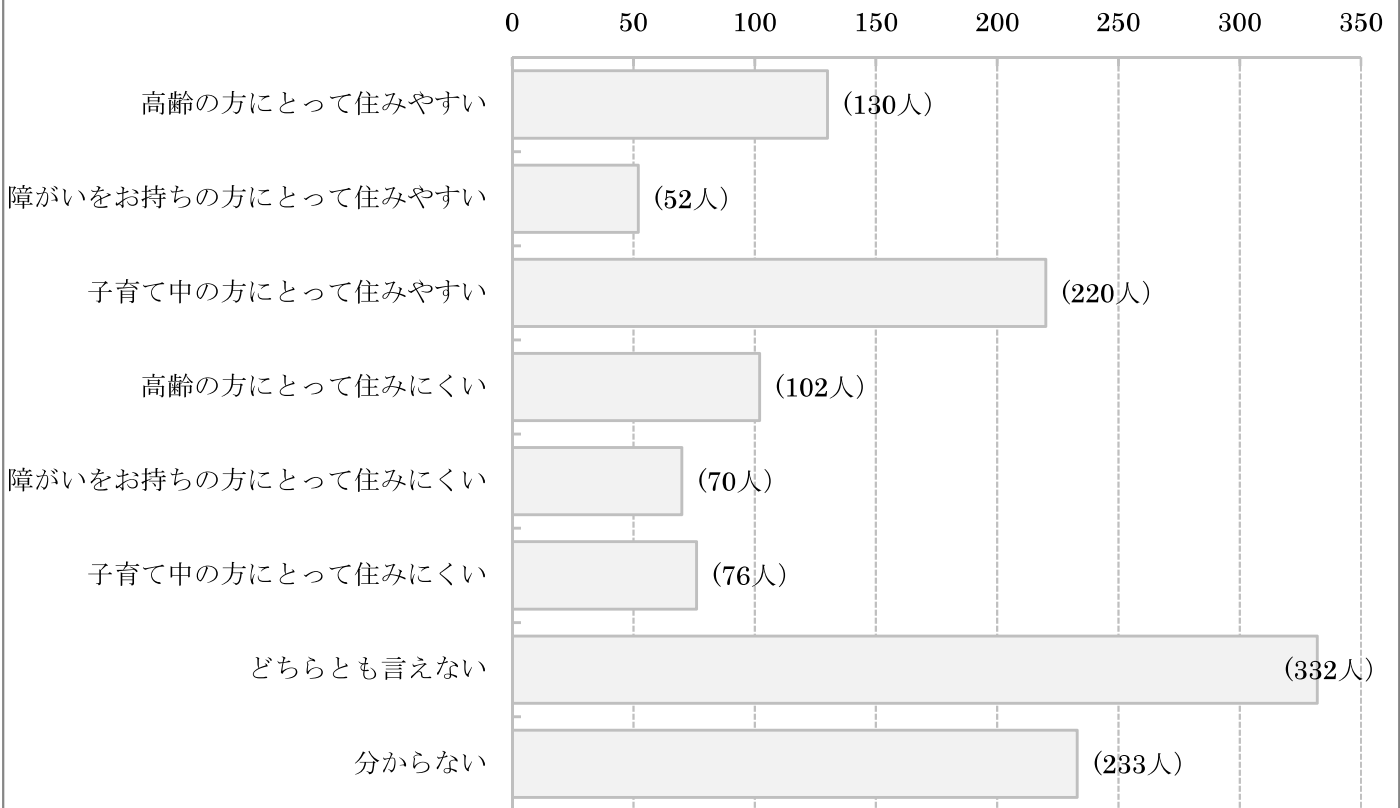 0 50 100 150 200 250 300 350
高齢の方にとって住みやすい (130人)
障がいをお持ちの方にとって住みやすい (52人)
子育て中の方にとって住みやすい (220人)
高齢の方にとって住みにくい (102人)
障がいをお持ちの方にとって住みにくい (70人)
子育て中の方にとって住みにくい (76人)
どちらとも言えない (332人)
分からない (233人)